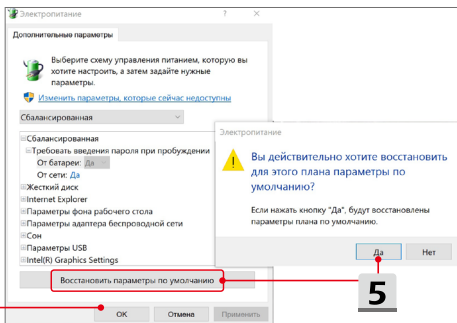 Электропитание
?
×
Дополнительные параметры
Выберите схему управления питанием, которую вы
хотите настроить, а затем задайте нужные
параметры.
Изменить параметры, которые сейчас недоступны
Сбалансированная
Сбалансированная
Требовать введения пароля при пробуждении
От батареи: Да
От сети: Да
Жесткий диск
Internet Explorer
Параметры фона рабочего стола
Параметры адаптера беспроводной сети
Сон
Параметры USB
Intel(R) Graphics Settings
Восстановить параметры по умолчанию
ОК
Отмена
Применить
Электропитание
Вы действительно хотите восстановить
для этого плана параметры по
умолчанию?
Если нажать кнопку "Да", будут восстановлены
параметры плана по умолчанию.
Да
Нет
5